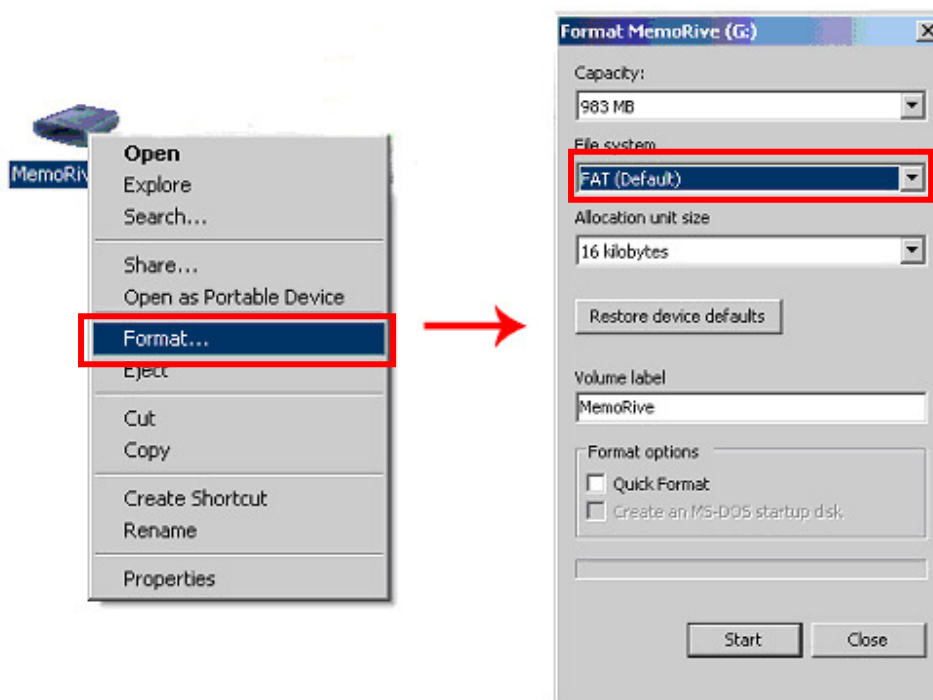 MemoRiv
Open
Explore
Search...
Share...
Open as Portable Device
Format...
Eject
Cut
Copy
Create Shortcut
Rename
Properties
Format MemoRive (G:)
Capacity:
983 MB
File system
FAT (Default)
Allocation unit size
16 kilobytes
Restore device defaults
Volume label
MemoRive
Format options
Quick Format
Create an MS-DOS startup disk
Start
Close